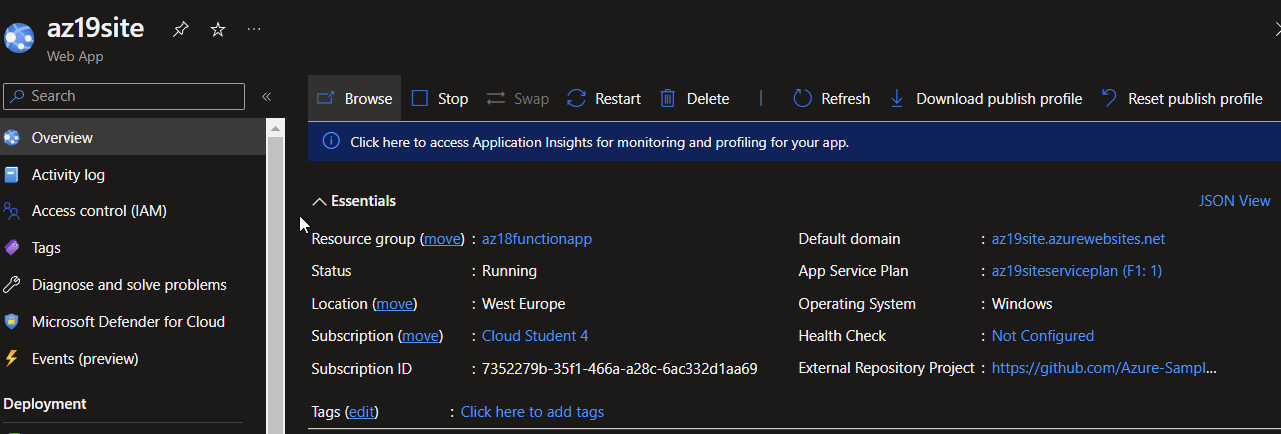 az19site
Web App
Search
«
Browse Stop Swap Restart Delete | Refresh Download publish profile Reset publish profile
Click here to access Application Insights for monitoring and profiling for your app.
Overview
Activity log
Access control (IAM)
Tags
Diagnose and solve problems
Microsoft Defender for Cloud
Events (preview)
Deployment
Essentials
JSON View
Resource group (move) : az18functionapp
Status : Running
Location (move) : West Europe
Subscription (move) : Cloud Student 4
Subscription ID : 7352279b-35f1-466a-a28c-6ac332d1aa69
Default domain : az19site.azurewebsites.net
App Service Plan : az19siteserviceplan (F1: 1)
Operating System : Windows
Health Check : Not Configured
External Repository Project : https://github.com/Azure-Sampl...
Tags (edit) : Click here to add tags